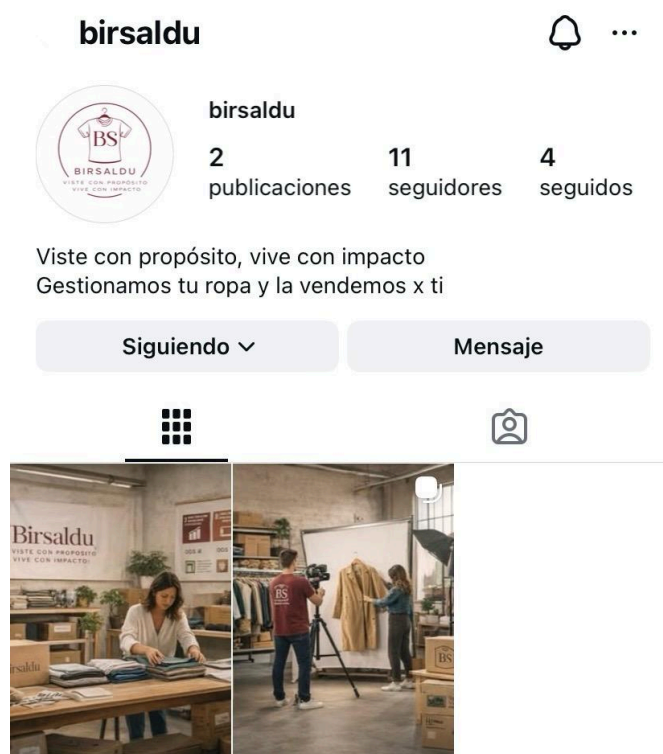 birsaldu
BS
BIRSALDU
VISTE CON PROPÓSITO
VIVE CON IMPACTO
birsaldu
2 publicaciones
11 seguidores
4 seguidos
Viste con propósito, vive con impacto
Gestionamos tu ropa y la vendemos x ti
Siguiendo
Mensaje
Birsaldu
VISTE CON PROPOSITO
VIVE CON IMPACTO!
BS
BS